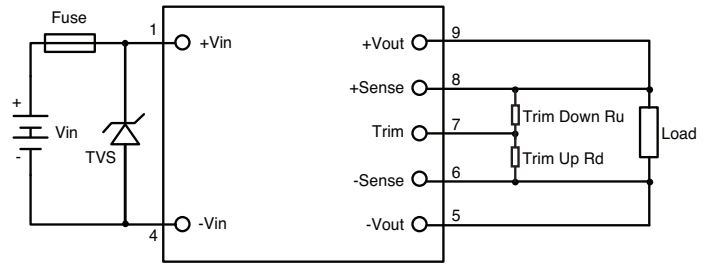 Fuse
1
+Vin
+
Vin
-
TVS
4
-Vin
+Vout
9
+Sense
8
Trim
7
-Sense
6
-Vout
5
Trim Down Ru
Trim Up Rd
Load